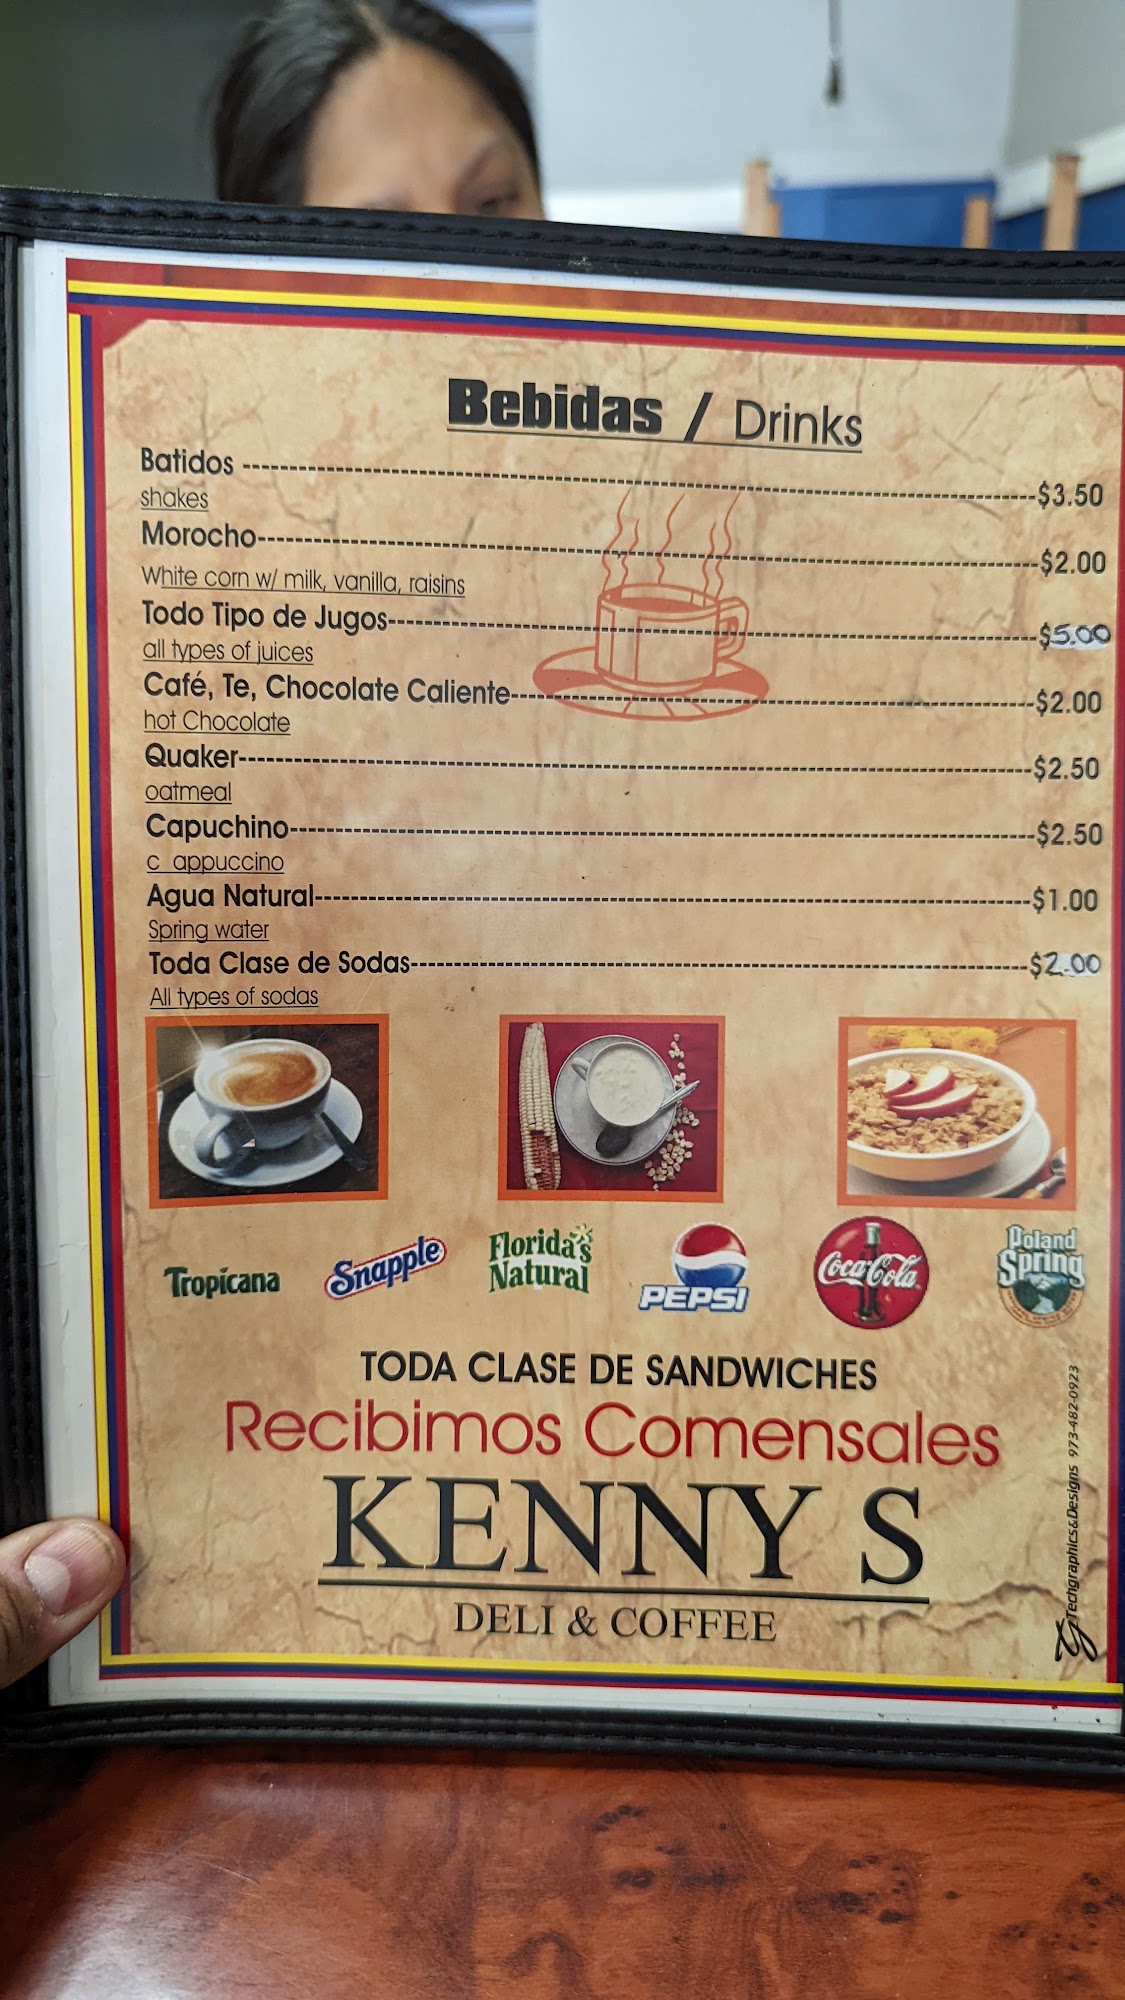 Bebidas / Drinks
Batidos -----$3.50
shakes
Morocho-----$2.00
White corn w/ milk, vanilla, raisins
Todo Tipo de Jugos-----$5.00
all types of juices
Café, Te, Chocolate Caliente-----$2.00
hot Chocolate
Quaker-----$2.50
oatmeal
Capuchino-----$2.50
c appuccino
Agua Natural-----$1.00
Spring water
Toda Clase de Sodas-----$2.00
All types of sodas
Tropicana Snapple Florida's Natural PEPSI Coca-Cola Poland Spring
TODA CLASE DE SANDWICHES
Recibimos Comensales
KENNY S
DELI & COFFEE
Techgraphics&Designs 973-482-0923